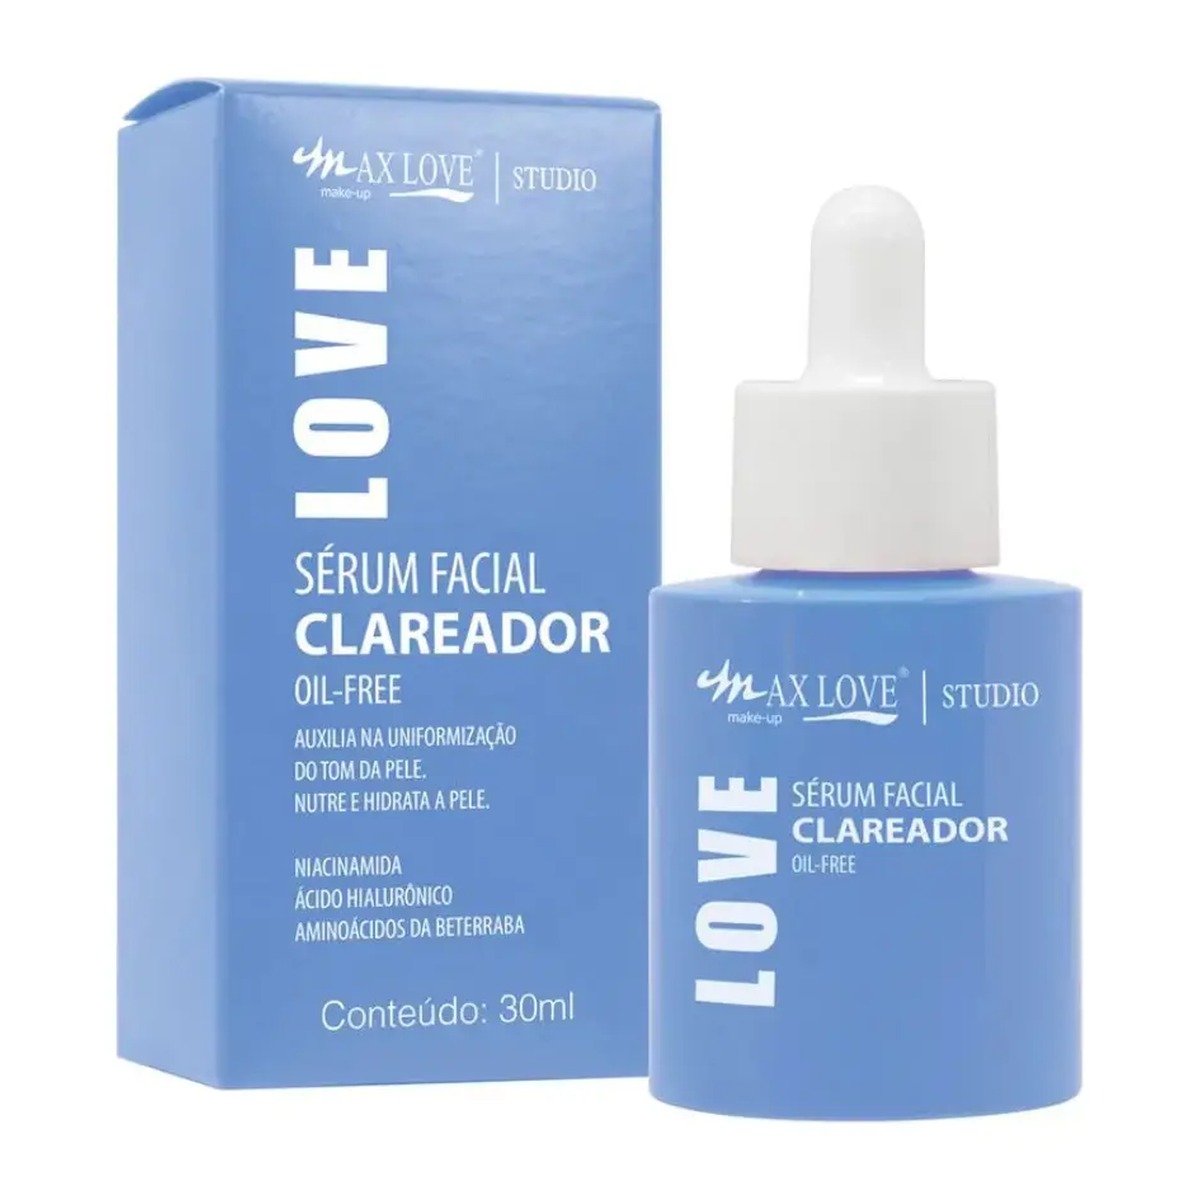 MAX LOVE® | STUDIO
make-up
LOVE
SÉRUM FACIAL
CLAREADOR
OIL-FREE
AUXILIA NA UNIFORMIZAÇÃO
DO TOM DA PELE.
NUTRE E HIDRATA A PELE.
NIACINAMIDA
ÁCIDO HIALURÔNICO
AMINOÁCIDOS DA BETERRABA
Conteúdo: 30ml
MAX LOVE® | STUDIO
make-up
LOVE
SÉRUM FACIAL
CLAREADOR
OIL-FREE